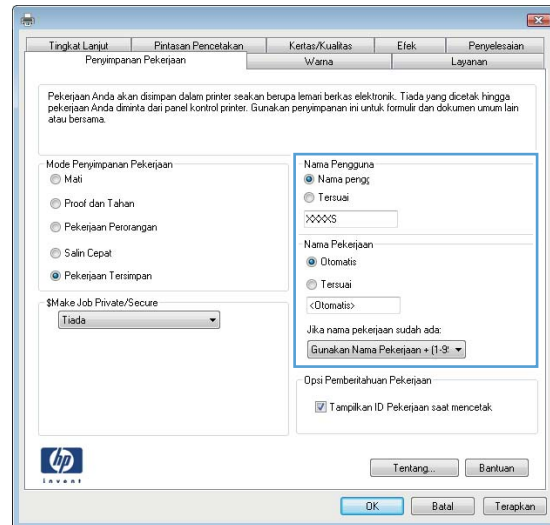 Tingkat Lanjut Pintasan Pencetakan Kertas/Kualitas Efek Penyelesaian
Penyimpanan Pekerjaan Warna Layanan
Pekerjaan Anda akan disimpan dalam printer seakan berupa lemari berkas elektronik. Tiada yang dicetak hingga
pekerjaan Anda diminta dari panel kontrol printer. Gunakan penyimpanan ini untuk formulir dan dokumen umum lain
atau bersama.
Mode Penyimpanan Pekerjaan
Mati
Proof dan Tahan
Pekerjaan Perorangan
Salin Cepat
Pekerjaan Tersimpan
$Make Job Private/Secure
Tiada
Nama Pengguna
Nama pengg
Tersuai
XXXXS
Nama Pekerjaan
Otomatis
Tersuai
<Otomatis>
Jika nama pekerjaan sudah ada:
Gunakan Nama Pekerjaan + (1-9
Opsi Pemberitahuan Pekerjaan
Tampilkan ID Pekerjaan saat mencetak
hp
invent
Tentang... Bantuan
OK Batal Terapkan